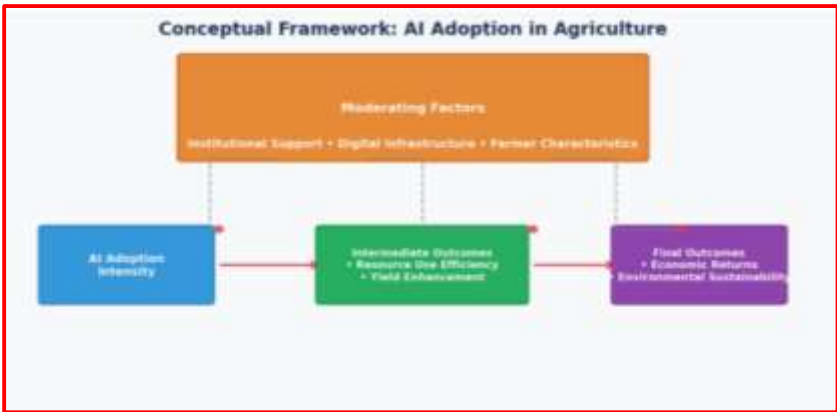 Conceptual Framework: AI Adoption in Agriculture
Moderating Factors
Institutional Support • Digital Infrastructure • Farmer Characteristics
AI Adoption
Intensity
Intermediate Outcomes
• Resource Use Efficiency
• Yield Enhancement
Final Outcomes
• Economic Returns
• Environmental Sustainability